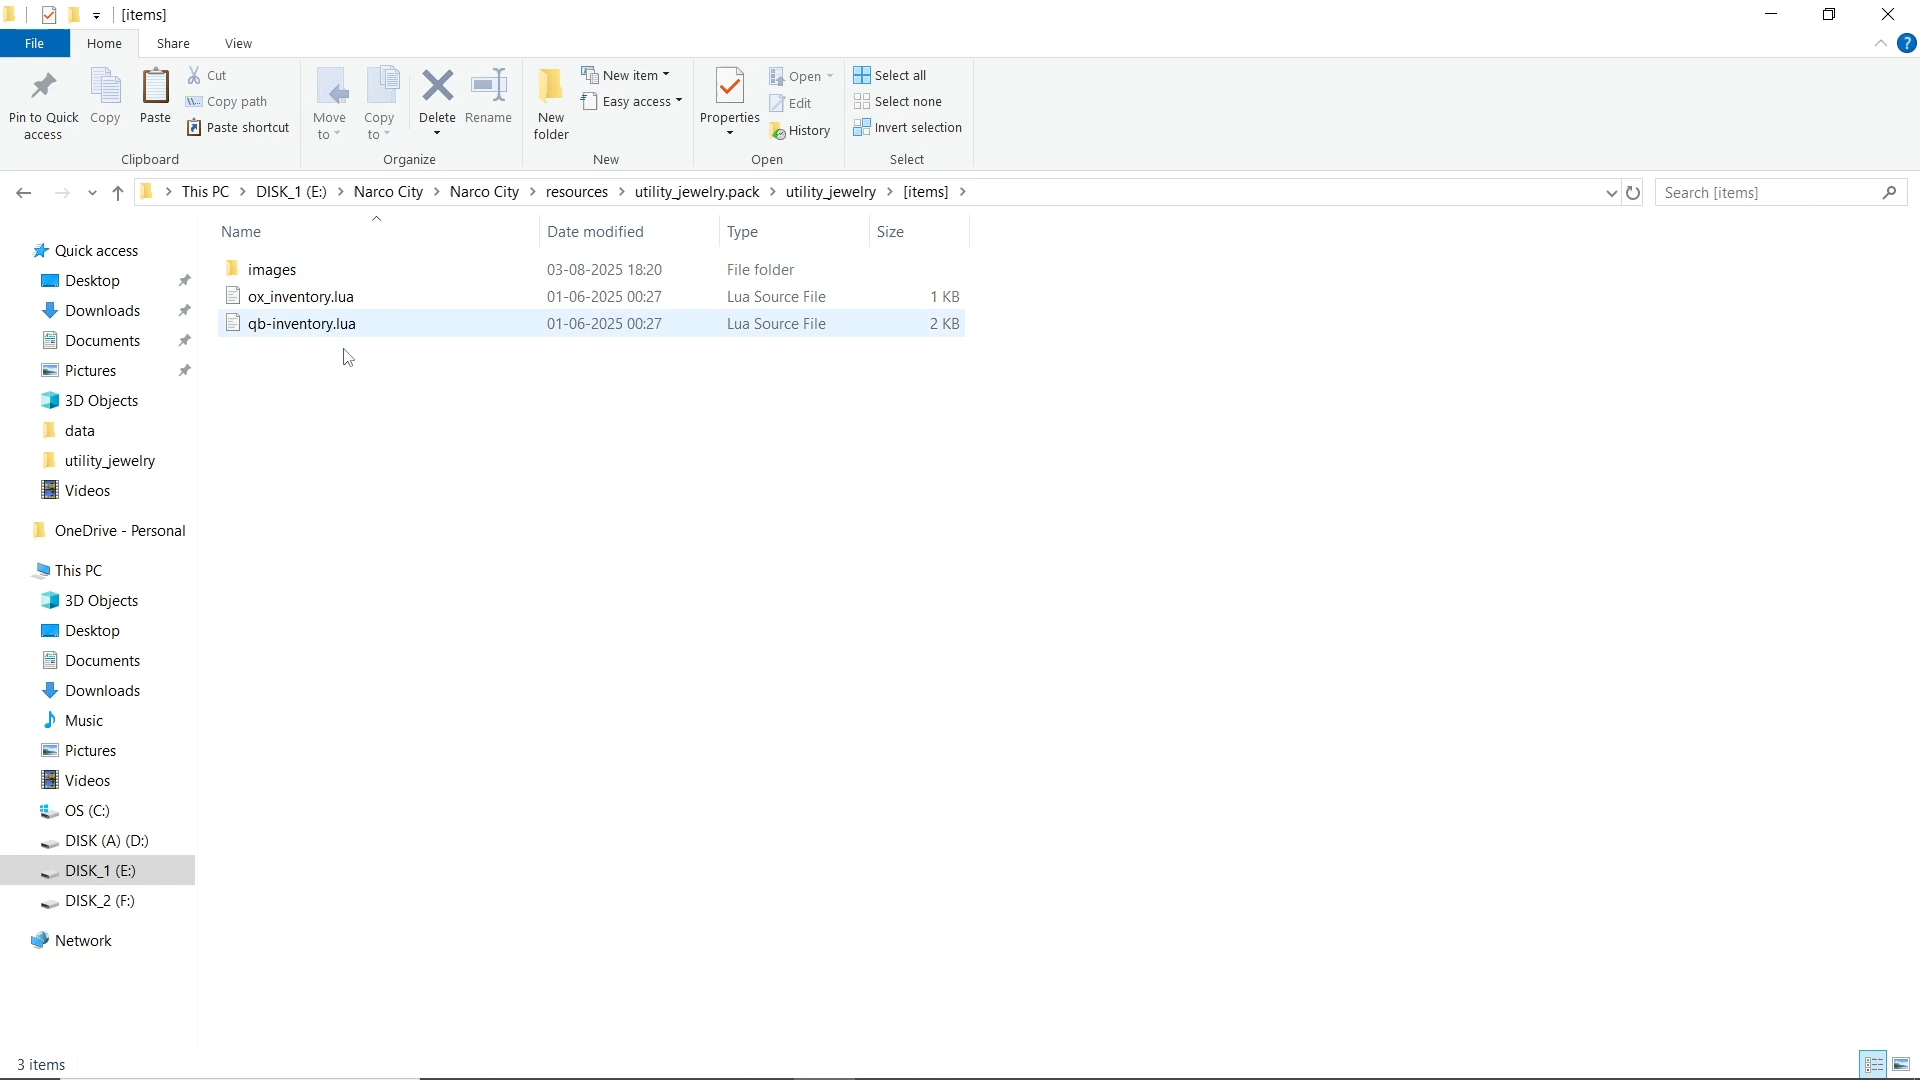 [items]
File Home Share View
Pin to Quick access
Copy
Paste
Cut
Copy path
Paste shortcut
Clipboard
Move to
Copy to
Delete
Rename
Organize
New folder
New item
Easy access
New
Properties
Open
Edit
History
Open
Select all
Select none
Invert selection
Select
This PC > DISK_1 (E:) > Narco City > Narco City > resources > utility_jewelry.pack > utility_jewelry > [items] >
Search [items]
Name Date modified Type Size
images 03-08-2025 18:20 File folder
ox_inventory.lua 01-06-2025 00:27 Lua Source File 1 KB
qb-inventory.lua 01-06-2025 00:27 Lua Source File 2 KB
Quick access
Desktop
Downloads
Documents
Pictures
3D Objects
data
utility_jewelry
Videos
OneDrive - Personal
This PC
3D Objects
Desktop
Documents
Downloads
Music
Pictures
Videos
OS (C:)
DISK (A) (D:)
DISK_1 (E:)
DISK_2 (F:)
Network
3 items